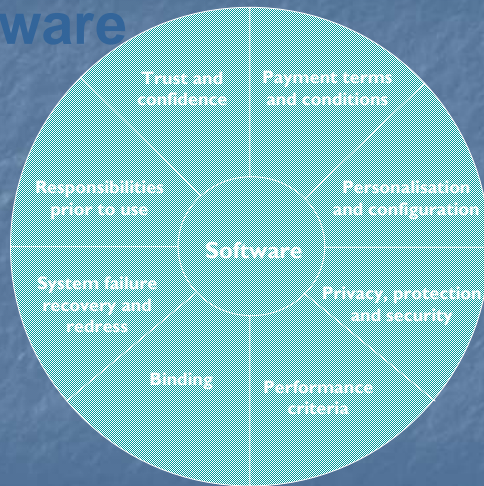 ware
Trust and
confidence
Payment terms
and conditions
Responsibilities
prior to use
Personalisation
and configuration
Software
System failure
recovery and
redress
Privacy, protection
and security
Binding
Performance
criteria